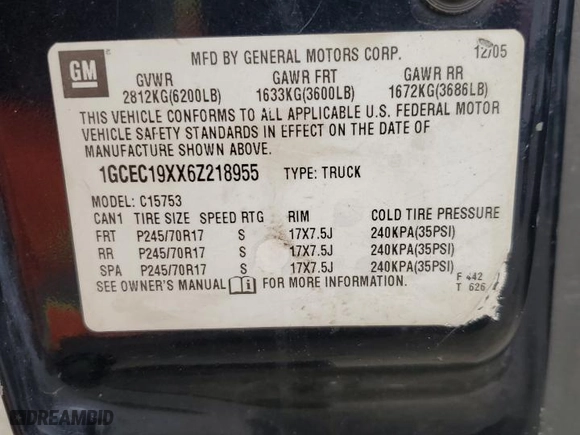 GM
MFD BY GENERAL MOTORS CORP. 12/05
GVWR GAWR FRT GAWR RR
2812KG(6200LB) 1633KG(3600LB) 1672KG(3686LB)
THIS VEHICLE CONFORMS TO ALL APPLICABLE U.S. FEDERAL MOTOR
VEHICLE SAFETY STANDARDS IN EFFECT ON THE DATE OF
MANUFACTURE SHOWN ABOVE.
1GCEC19XX6Z218955 TYPE: TRUCK
MODEL: C15753
CAN1 TIRE SIZE SPEED RTG RIM COLD TIRE PRESSURE
FRT P245/70R17 S 17X7.5J 240KPA(35PSI)
RR P245/70R17 S 17X7.5J 240KPA(35PSI)
SPA P245/70R17 S 17X7.5J 240KPA(35PSI)
SEE OWNER'S MANUAL i FOR MORE INFORMATION.
F 442
T 626
DREAMBID